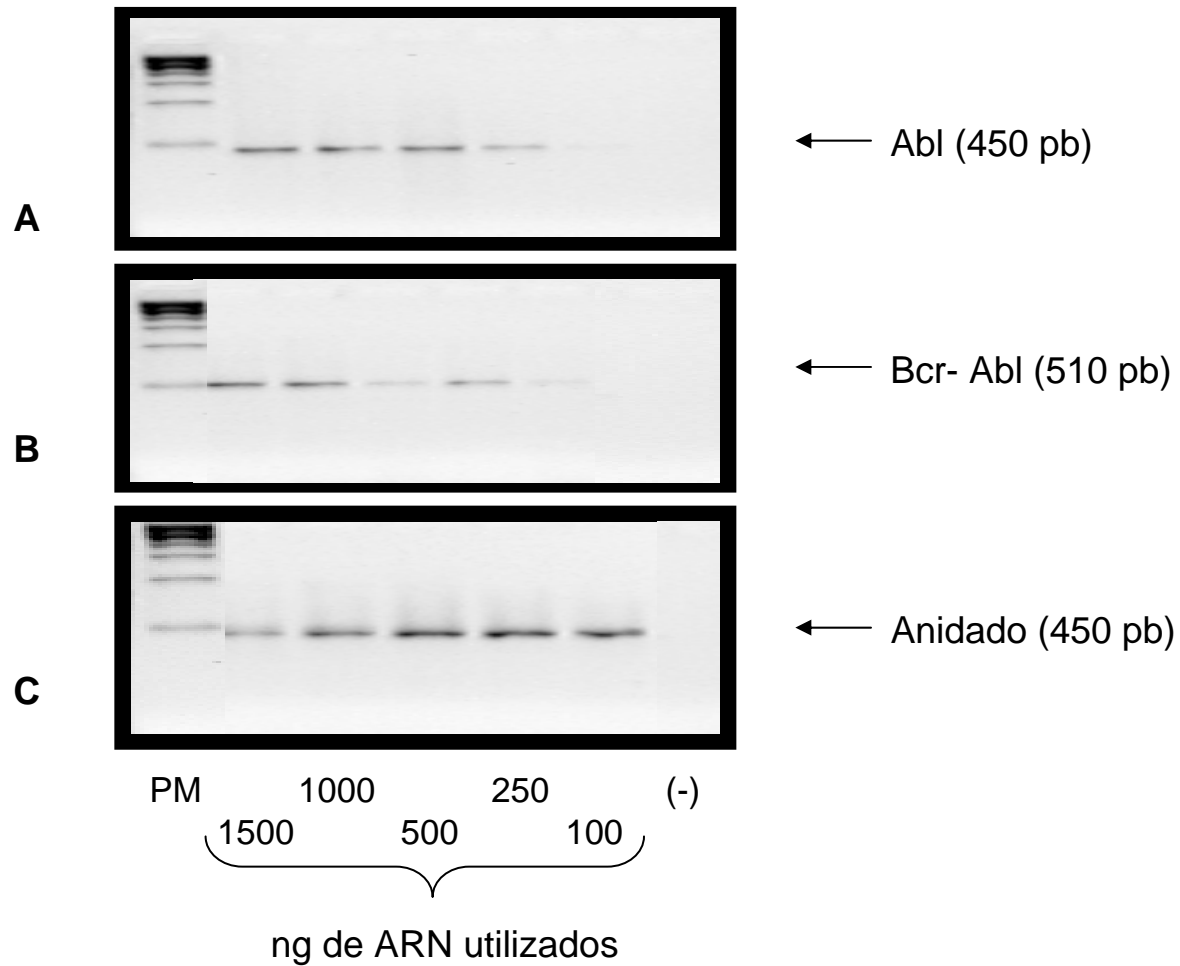 A
Abl (450 pb)
B
Bcr- Abl (510 pb)
C
Anidado (450 pb)
PM 1000 250 (-)
1500 500 100
ng de ARN utilizados